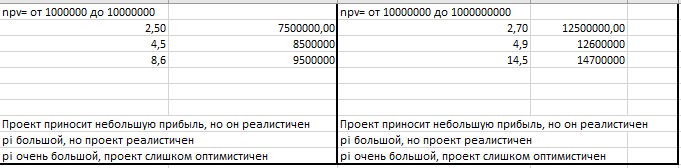 npv= от 1000000 до 10000000 npv= от 10000000 до 1000000000
2,50 7500000,00 2,70 12500000,00
4,5 8500000 4,9 12600000
8,6 9500000 14,5 14700000
Проект приносит небольшую прибыль, но он реалистичен Проект приносит небольшую прибыль, но он реалистичен
pi большой, но проект реалистичен pi большой, но проект реалистичен
pi очень большой, проект слишком оптимистичен pi очень большой, проект слишком оптимистичен